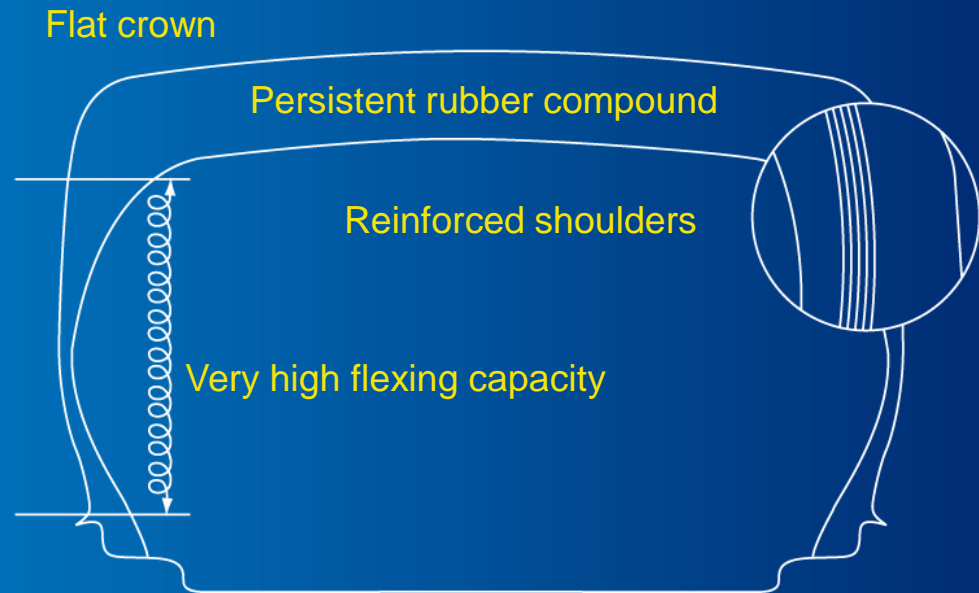 Flat crown
Persistent rubber compound
Reinforced shoulders
Very high flexing capacity